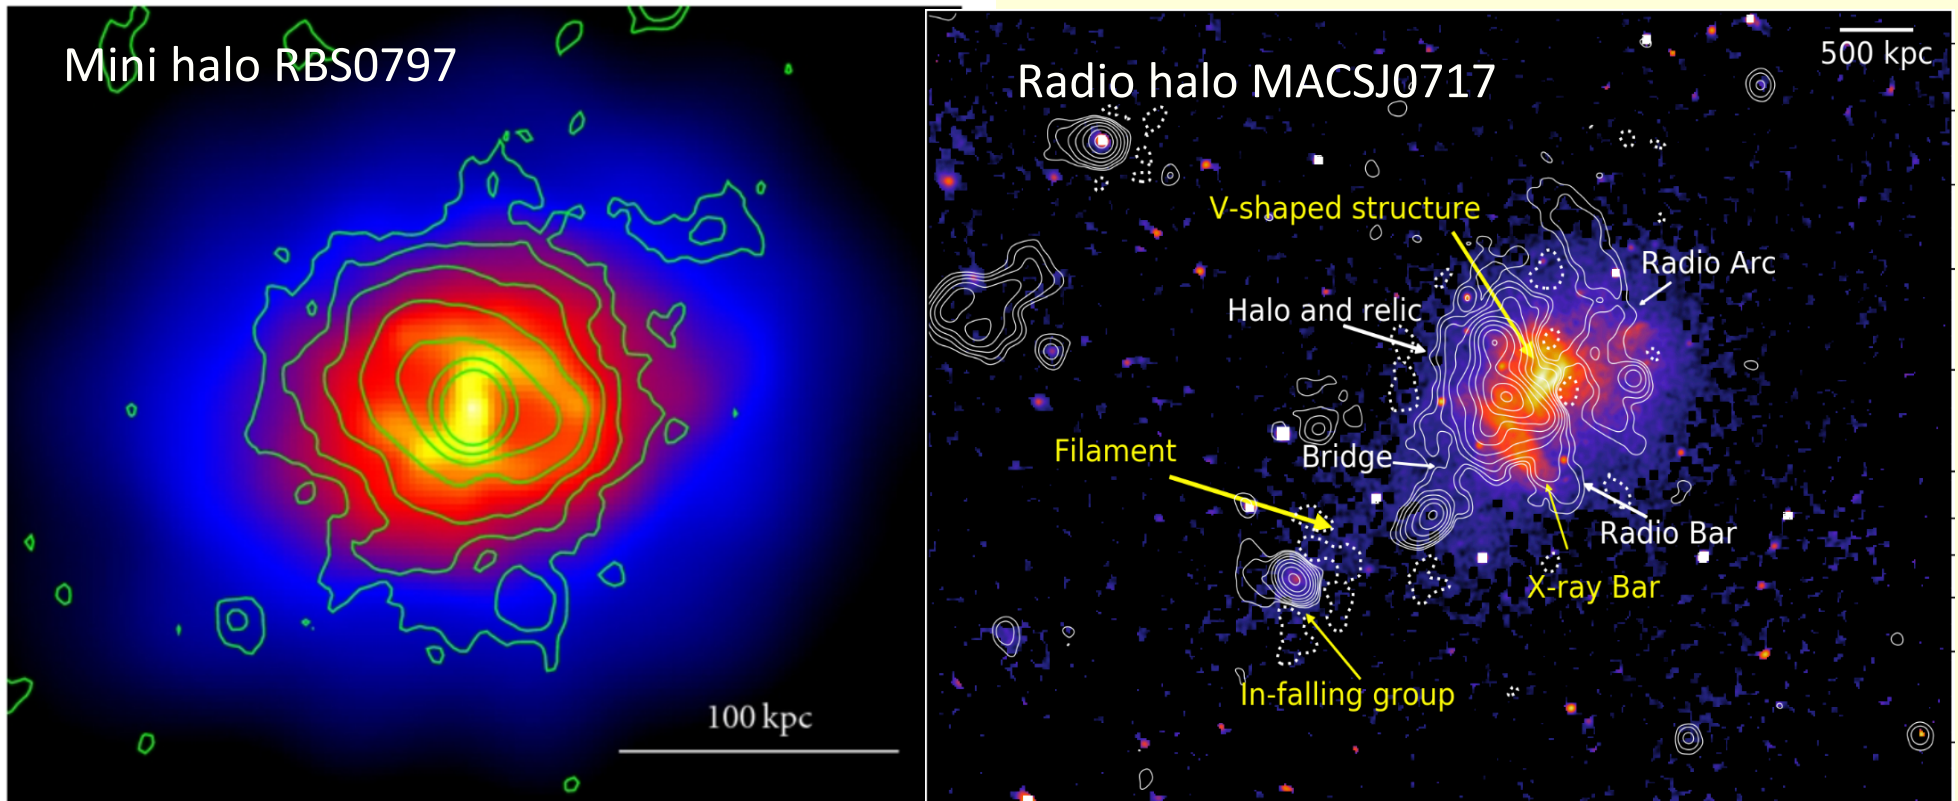 Mini halo RBS0797
100 kpc
Radio halo MACSJ0717
500 kpc
V-shaped structure
Radio Arc
Halo and relic
Filament
Bridge
Radio Bar
X-ray Bar
In-falling group